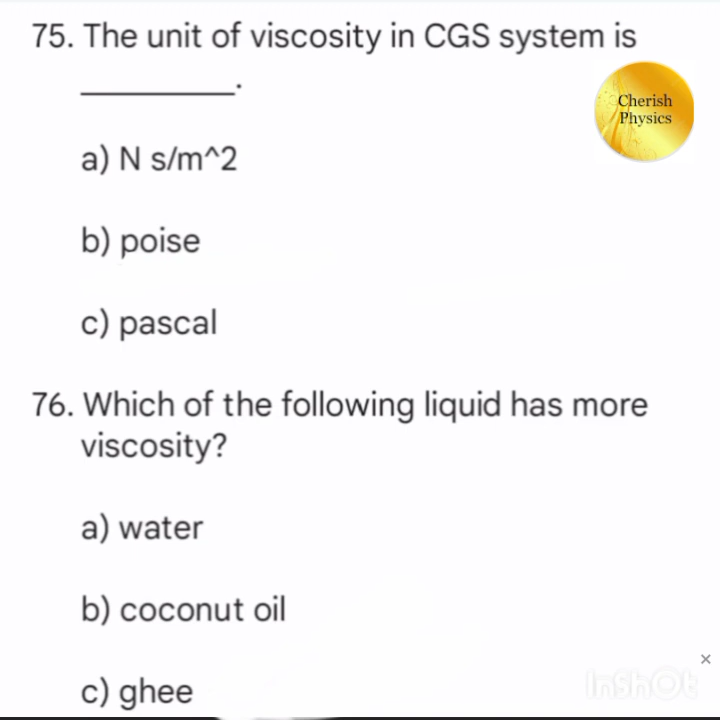 75. The unit of viscosity in CGS system is
__________.
Cherish
Physics
a) N s/m^2
b) poise
c) pascal
76. Which of the following liquid has more
viscosity?
a) water
b) coconut oil
c) ghee
InShOt